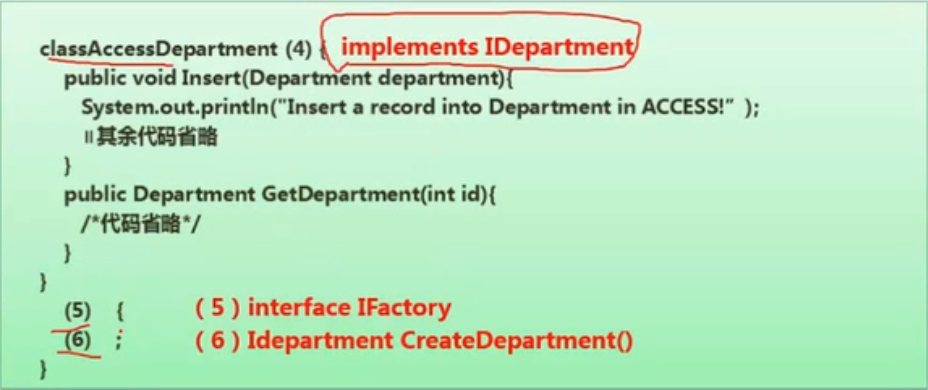 classAccessDepartment (4) { implements IDepartment
public void Insert(Department department){
System.out.println("Insert a record into Department in ACCESS!” );
॥其余代码省略
}
public Department GetDepartment(int id){
/*代码省略*/
}
}
(5) { （5）interface IFactory
(6) ; （6）Idepartment CreateDepartment()
}